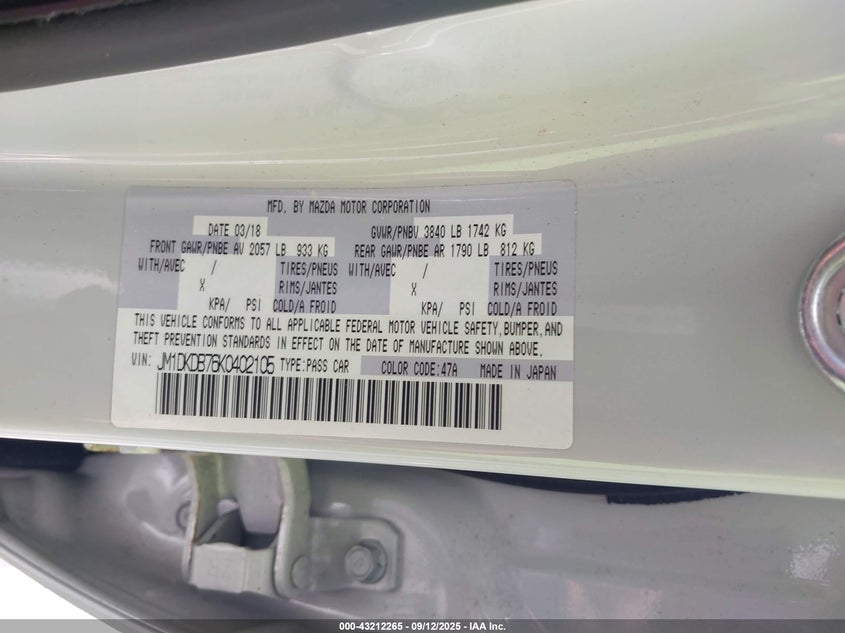 MFD. BY MAZDA MOTOR CORPORATION
DATE 03/18 GVWR/PNBV 3840 LB 1742 KG
FRONT GAWR/PNBE AV 2057 LB 933 KG REAR GAWR/PNBE AR 1790 LB 812 KG
WITH/AVEC / TIRES/PNEUS WITH/AVEC / TIRES/PNEUS
X RIMS/JANTES X RIMS/JANTES
KPA/ PSI COLD/A FROID KPA/ PSI COLD/A FROID
THIS VEHICLE CONFORMS TO ALL APPLICABLE FEDERAL MOTOR VEHICLE SAFETY, BUMPER, AND
THEFT PREVENTION STANDARDS IN EFFECT ON THE DATE OF MANUFACTURE SHOWN ABOVE.
VIN: JM1DKDB76K0402105 TYPE:PASS CAR COLOR CODE:47A MADE IN JAPAN
000-43212265 - 09/12/2025 - IAA Inc.